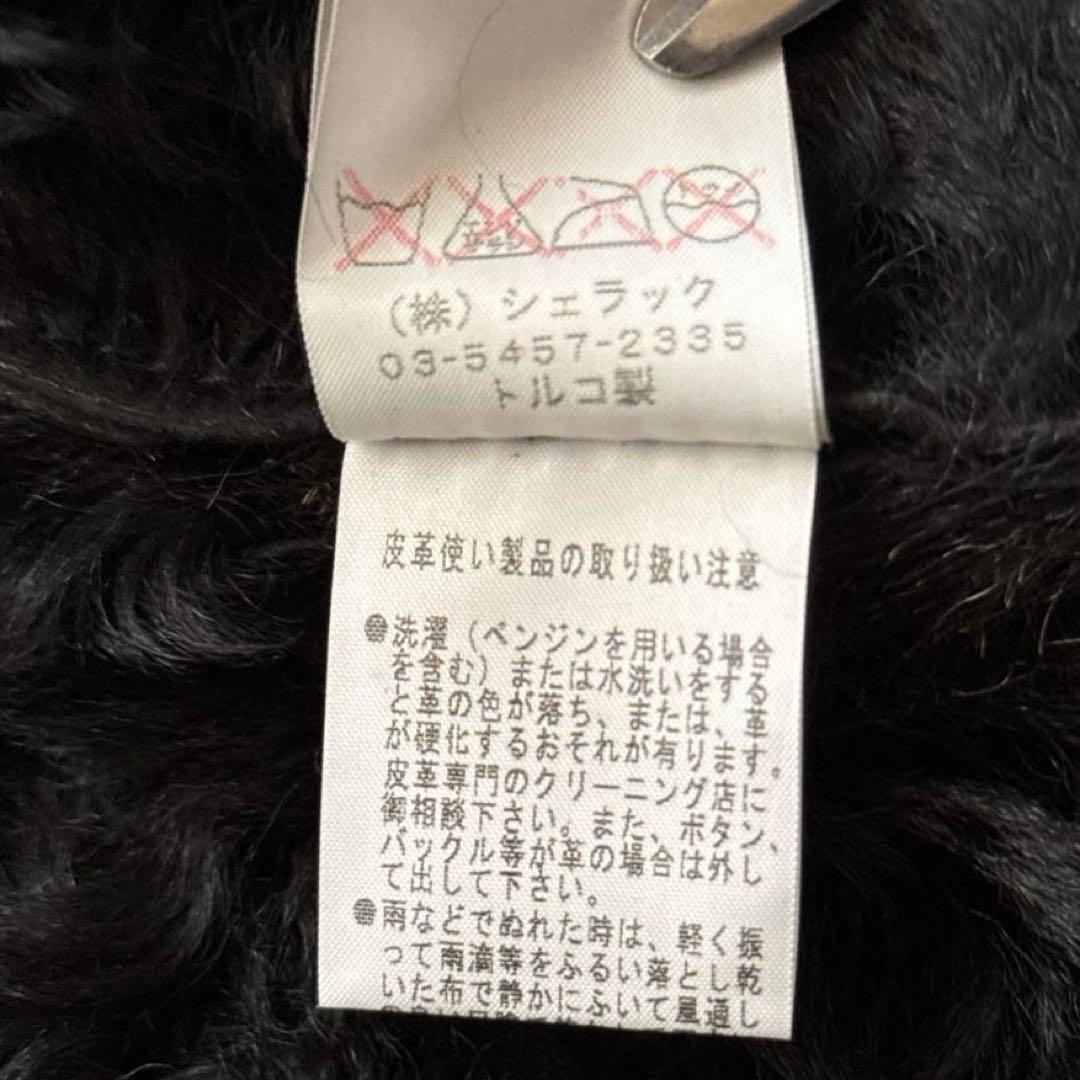 (株)シェラック
03-5457-2335
トルコ製
皮革使い製品の取り扱い注意
●洗濯(ベンジンを用いる場合
を含む)または水洗いをする
と革の色が落ち、または、革
が硬化するおそれが有ります。
皮革専門のクリーニング店に
御相談下さい。また、ボタン、
バックル等が革の場合は外し
て出して下さい。
●雨などでぬれた時は、軽く振
って雨滴等をふるい落とし乾
いた布で静かにふいて屋通し